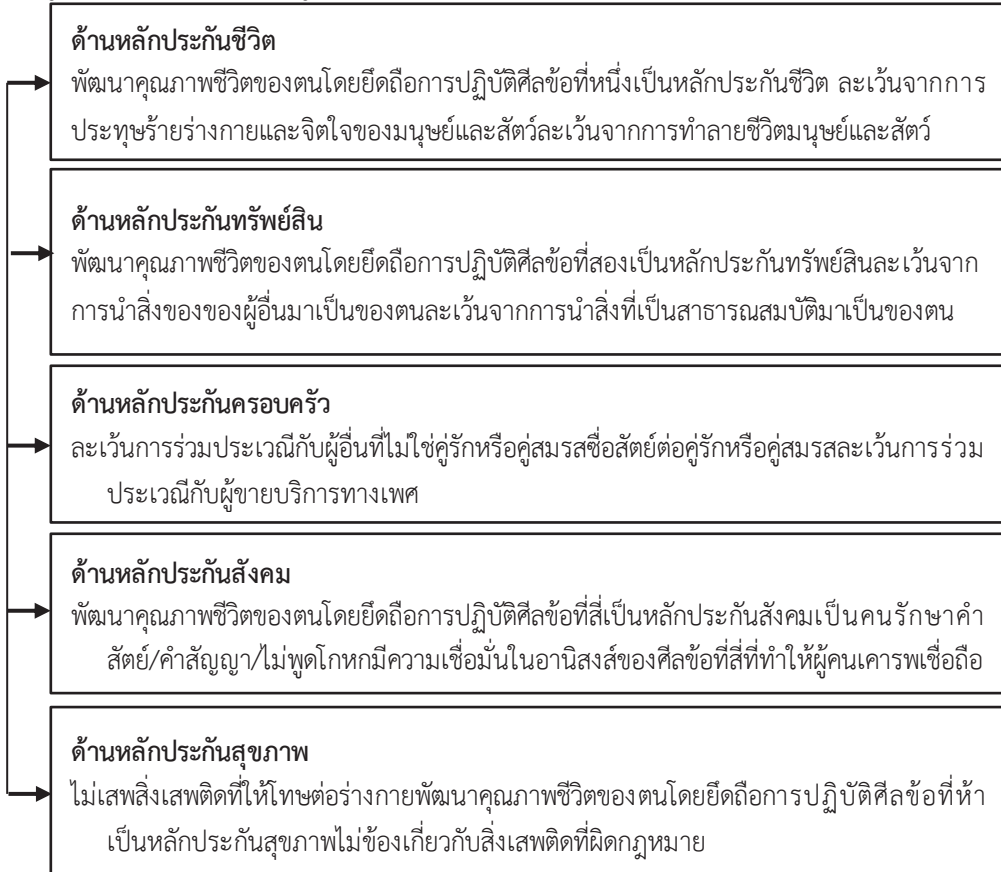 ด้านหลักประกันชีวิต
พัฒนาคุณภาพชีวิตของตนโดยยึดถือการปฏิบัติศีลข้อที่หนึ่งเป็นหลักประกันชีวิต ละเว้นจากการ
ประทุษร้ายร่างกายและจิตใจของมนุษย์และสัตว์ละเว้นจากการทำลายชีวิตมนุษย์และสัตว์
ด้านหลักประกันทรัพย์สิน
พัฒนาคุณภาพชีวิตของตนโดยยึดถือการปฏิบัติศีลข้อที่สองเป็นหลักประกันทรัพย์สินละเว้นจาก
การนำสิ่งของของผู้อื่นมาเป็นของตนละเว้นจากการนำสิ่งที่เป็นสาธารณสมบัติมาเป็นของตน
ด้านหลักประกันครอบครัว
ละเว้นการร่วมประเวณีกับผู้อื่นที่ไม่ใช่คู่รักหรือคู่สมรสซื่อสัตย์ต่อคู่รักหรือคู่สมรสละเว้นการร่วม
ประเวณีกับผู้ขายบริการทางเพศ
ด้านหลักประกันสังคม
พัฒนาคุณภาพชีวิตของตนโดยยึดถือการปฏิบัติศีลข้อที่สี่เป็นหลักประกันสังคมเป็นคนรักษาคำ
สัตย์/คำสัญญา/ไม่พูดโกหกมีความเชื่อมั่นในอานิสงส์ของศีลข้อที่สี่ที่ทำให้ผู้คนเคารพเชื่อถือ
ด้านหลักประกันสุขภาพ
ไม่เสพสิ่งเสพติดที่ให้โทษต่อร่างกายพัฒนาคุณภาพชีวิตของตนโดยยึดถือการปฏิบัติศีลข้อที่ห้า
เป็นหลักประกันสุขภาพไม่ข้องเกี่ยวกับสิ่งเสพติดที่ผิดกฎหมาย